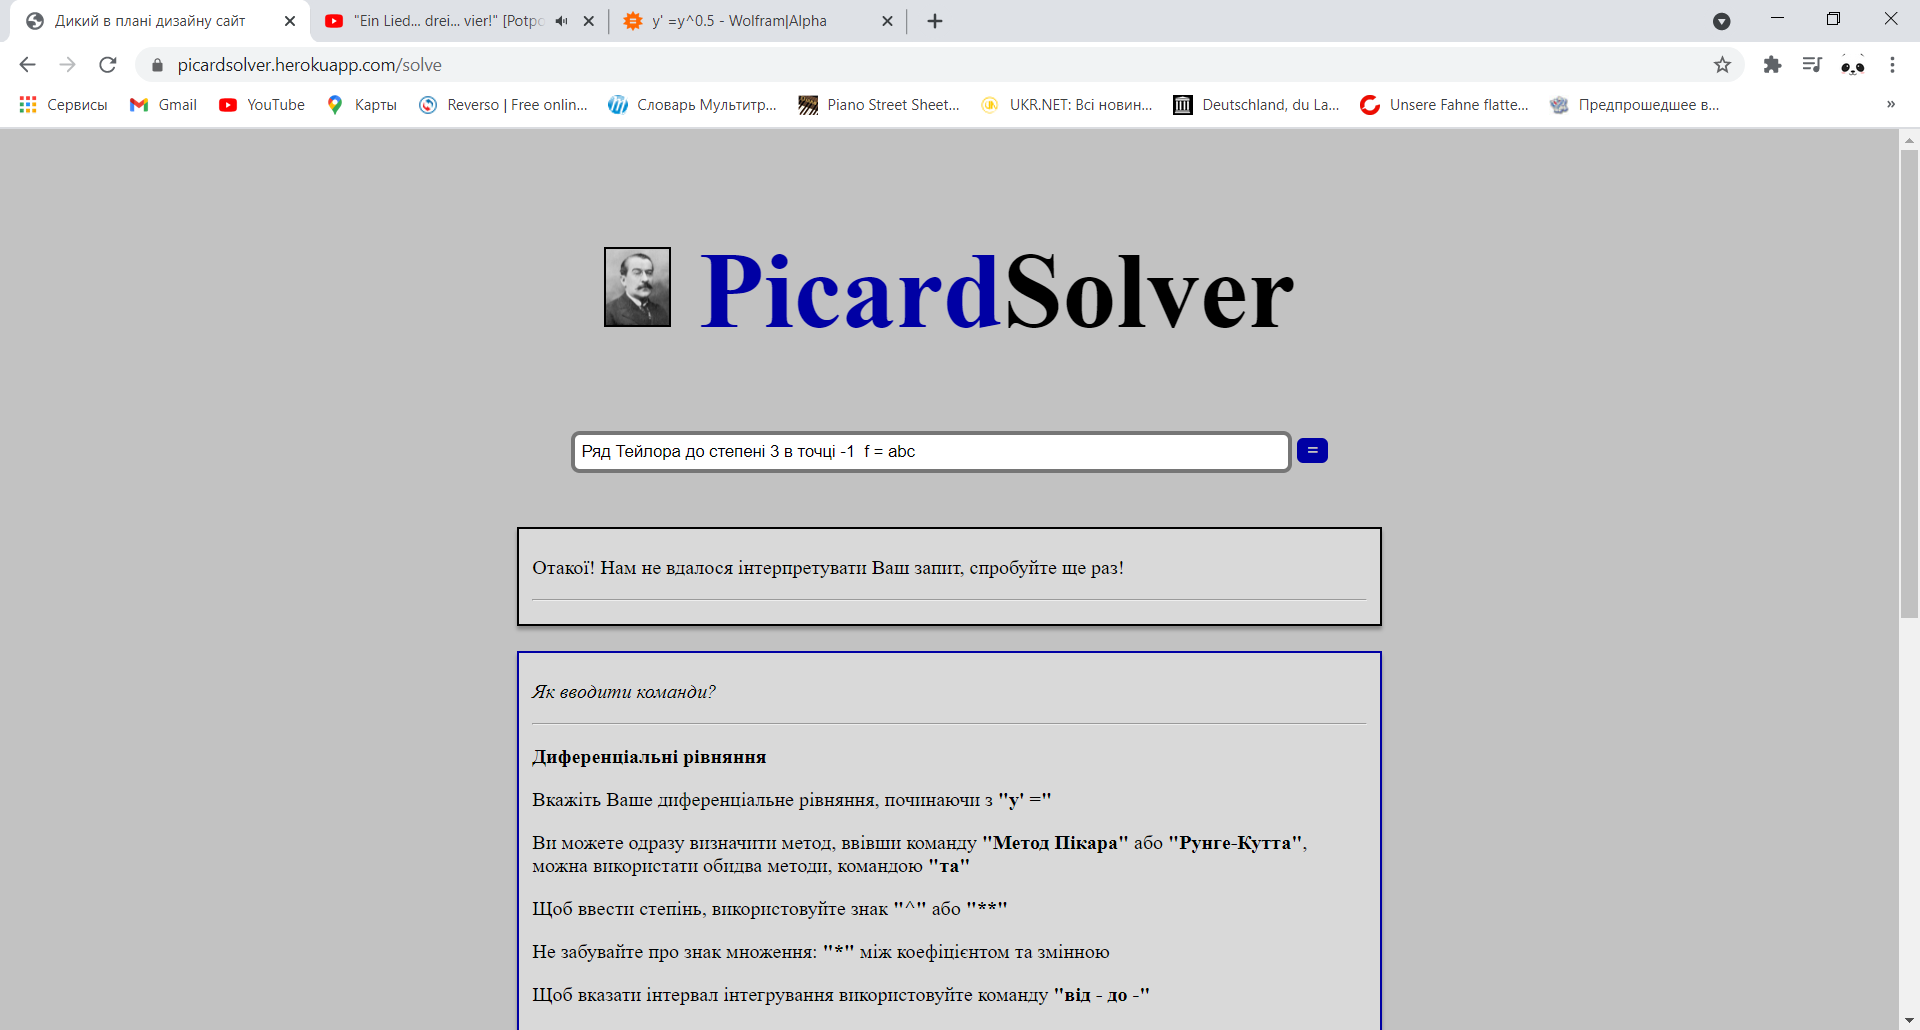 Дикий в плані дизайну сайт
"Ein Lied... drei... vier!" [Potpo
y' =y^0.5 - Wolfram|Alpha
picardsolver.herokuapp.com/solve
Сервисы
Gmail
YouTube
Карты
Reverso | Free onlin...
Словарь Мультитр...
Piano Street Sheet...
UKR.NET: Всі новин...
Deutschland, du La...
Unsere Fahne flatte...
Предпрошедшее в...
»
PicardSolver
Ряд Тейлора до степені 3 в точці -1  f = abc
=
Отакої! Нам не вдалося інтерпретувати Ваш запит, спробуйте ще раз!
Як вводити команди?
Диференціальні рівняння
Вкажіть Ваше диференціальне рівняння, починаючи з "y' ="
Ви можете одразу визначити метод, ввівши команду "Метод Пікара" або "Рунге-Кутта",
можна використати обидва методи, командою "та"
Щоб ввести степінь, використовуйте знак "^" або "**"
Не забувайте про знак множення: "*" між коефіцієнтом та змінною
Щоб вказати інтервал інтегрування використовуйте команду "від - до -"